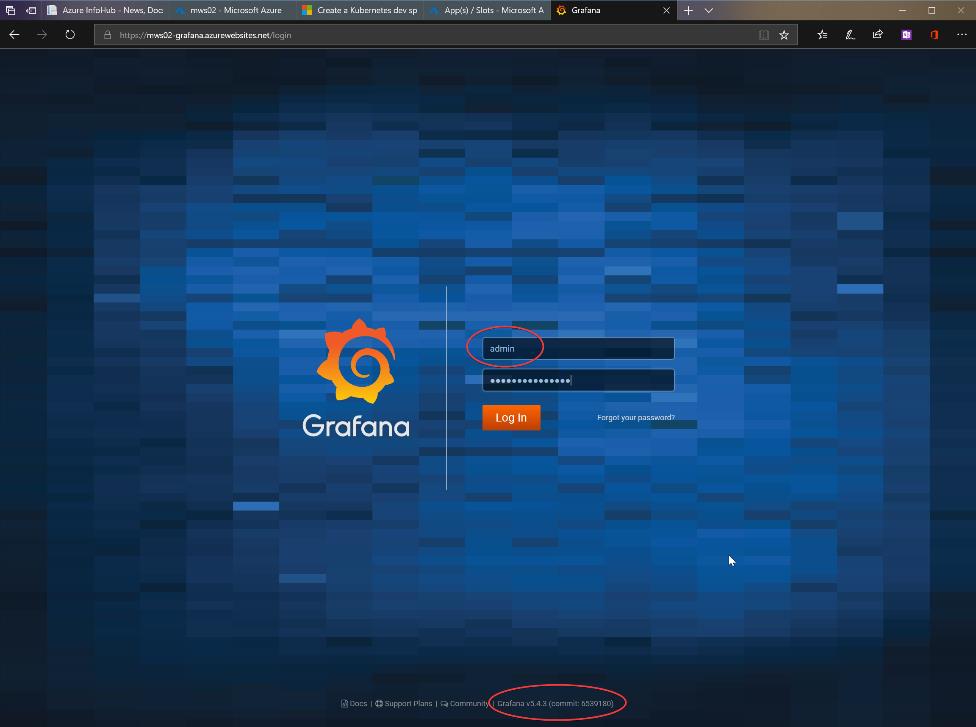 Azure InfoHub - News, Doc
mws02 - Microsoft Azure
Create a Kubernetes dev sp
App(s) / Slots - Microsoft A
Grafana
https://mws02-grafana.azurewebsites.net/login
admin
Log In
Forgot your password?
Grafana
Docs | Support Plans | Community | Grafana v5.4.3 (commit: 6539180)